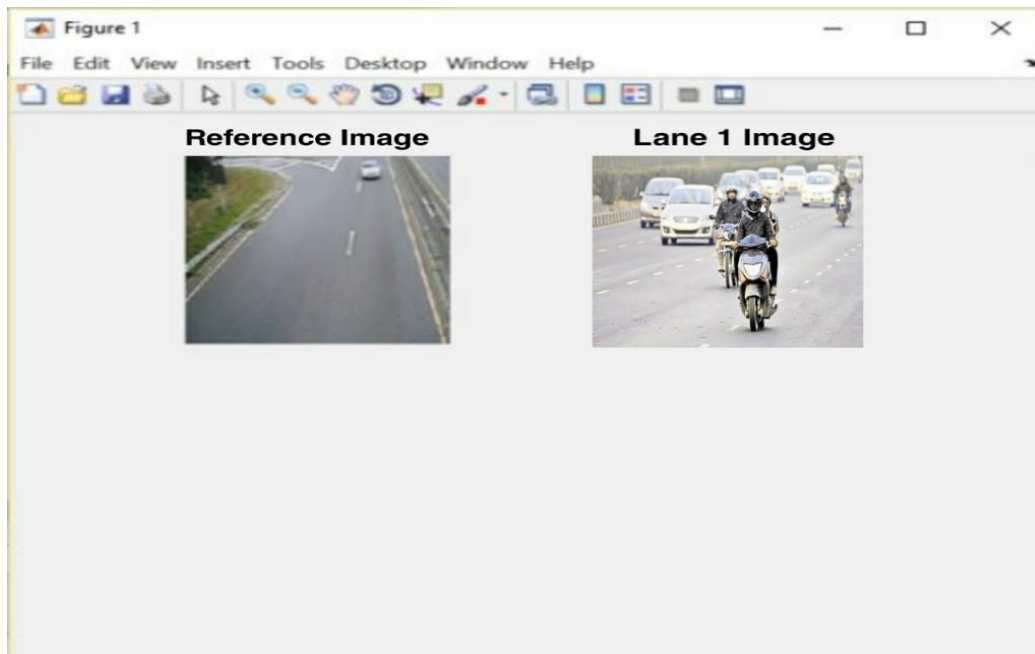 Figure 1
File Edit View Insert Tools Desktop Window Help
Reference Image Lane 1 Image